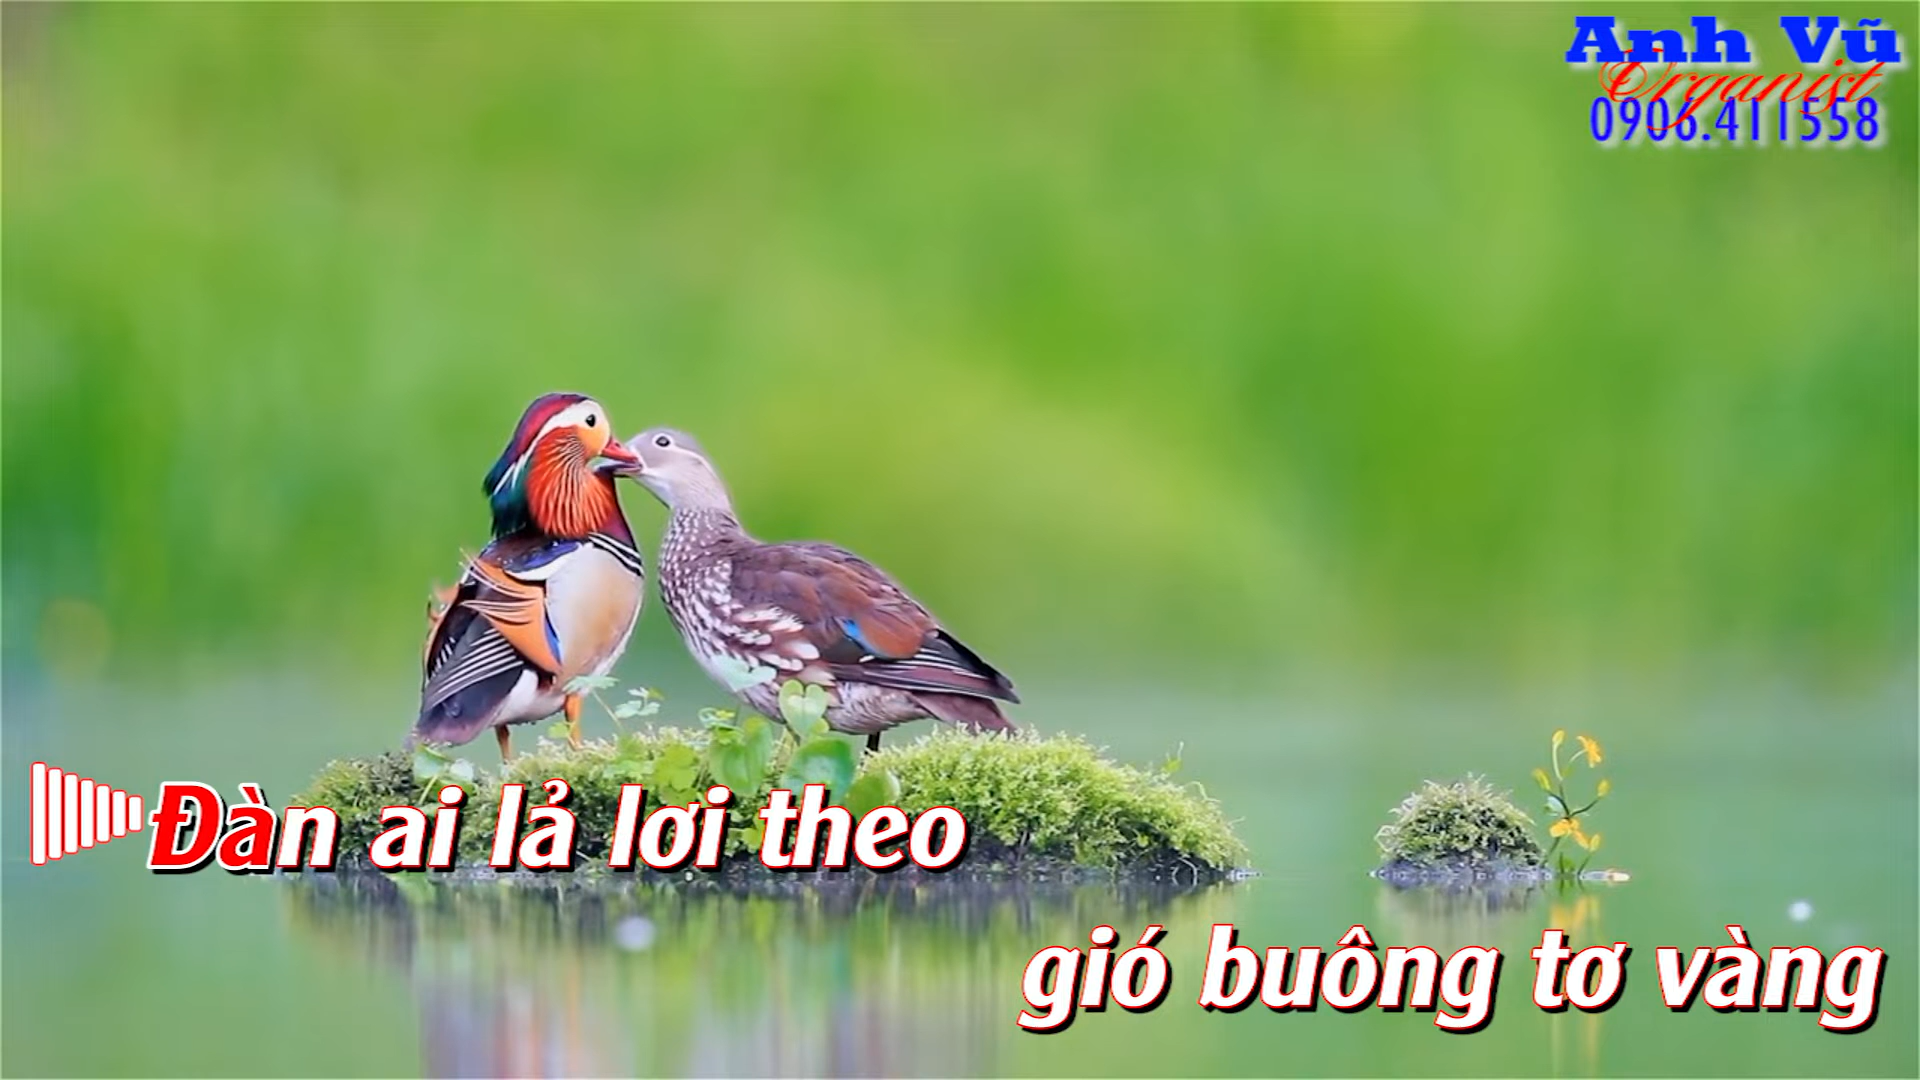 Anh Vũ
Organist
0906.411558
Đàn ai lả lơi theo
gió buông tơ vàng